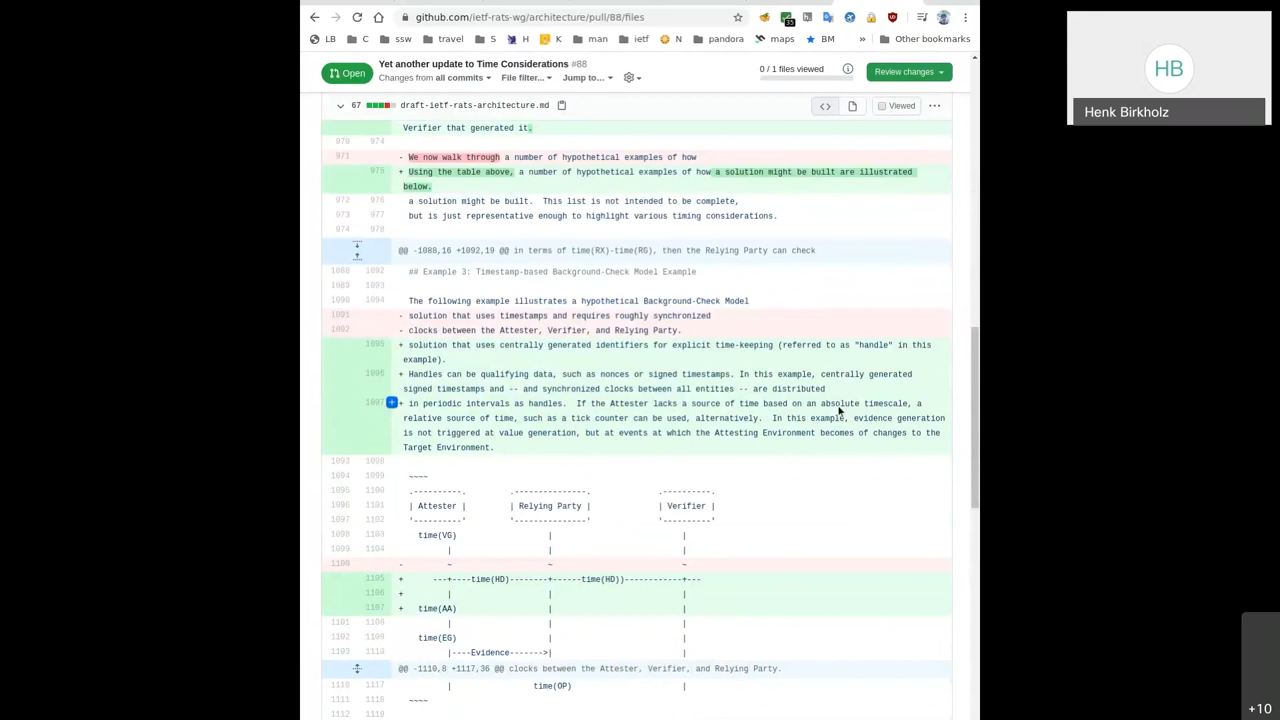 github.com/ietf-rats-wg/architecture/pull/88/files
35
LB C ssw travel S H K man ietf N pandora maps BM » Other bookmarks
Open
Yet another update to Time Considerations #88
Changes from all commits File filter... Jump to...
0 / 1 files viewed
Review changes
67 draft-ietf-rats-architecture.md Viewed
Verifier that generated it.
970 974
971 - We now walk through a number of hypothetical examples of how
975 + Using the table above, a number of hypothetical examples of how a solution might be built are illustrated
below.
972 976 a solution might be built.  This list is not intended to be complete,
973 977 but is just representative enough to highlight various timing considerations.
974 978
@@ -1088,16 +1092,19 @@ in terms of time(RX)-time(RG), then the Relying Party can check
1088 1092 ## Example 3: Timestamp-based Background-Check Model Example
1089 1093
1090 1094 The following example illustrates a hypothetical Background-Check Model
1091 - solution that uses timestamps and requires roughly synchronized
1092 - clocks between the Attester, Verifier, and Relying Party.
1095 + solution that uses centrally generated identifiers for explicit time-keeping (referred to as "handle" in this
example).
1096 + Handles can be qualifying data, such as nonces or signed timestamps. In this example, centrally generated
signed timestamps and -- and synchronized clocks between all entities -- are distributed
1097 + in periodic intervals as handles.  If the Attester lacks a source of time based on an absolute timescale, a
relative source of time, such as a tick counter can be used, alternatively.  In this example, evidence generation
is not triggered at value generation, but at events at which the Attesting Environment becomes of changes to the
Target Environment.
1093 1098
1094 1099 ~~~~
1095 1100 .----------. .---------------. .----------.
1096 1101 | Attester | | Relying Party | | Verifier |
1097 1102 '----------' '---------------' '----------'
1098 1103 time(VG) | |
1099 1104 | | |
1100 - ~ ~ ~
1105 + ---+----time(HD)--------+------time(HD))-----------+---
1106 + | | |
1107 + time(AA) | |
1101 1108 | | |
1102 1109 time(EG) | |
1103 1110 |----Evidence------->| |
@@ -1110,8 +1117,36 @@ clocks between the Attester, Verifier, and Relying Party.
1110 1117 | time(OP) |
1111 1118 ~~~~
1112 1119
HB
Henk Birkholz
+10